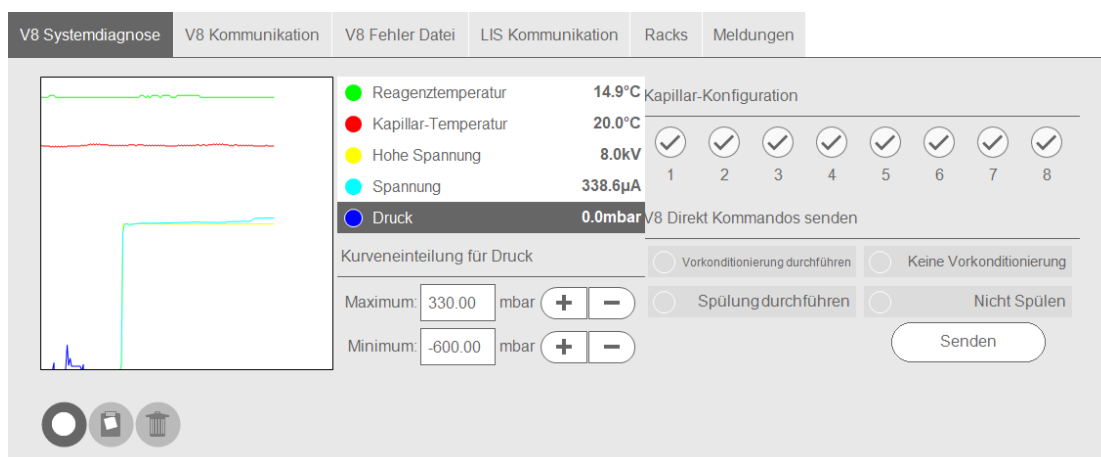 V8 Systemdiagnose V8 Kommunikation V8 Fehler Datei LIS Kommunikation Racks Meldungen
Reagenztemperatur 14.9°C
Kapillar-Temperatur 20.0°C
Hohe Spannung 8.0kV
Spannung 338.6µA
Druck 0.0mbar
Kurveneinteilung für Druck
Maximum: 330.00 mbar + −
Minimum: -600.00 mbar + −
Kapillar-Konfiguration
1 2 3 4 5 6 7 8
V8 Direkt Kommandos senden
Vorkonditionierung durchführen Keine Vorkonditionierung
Spülung durchführen Nicht Spülen
Senden